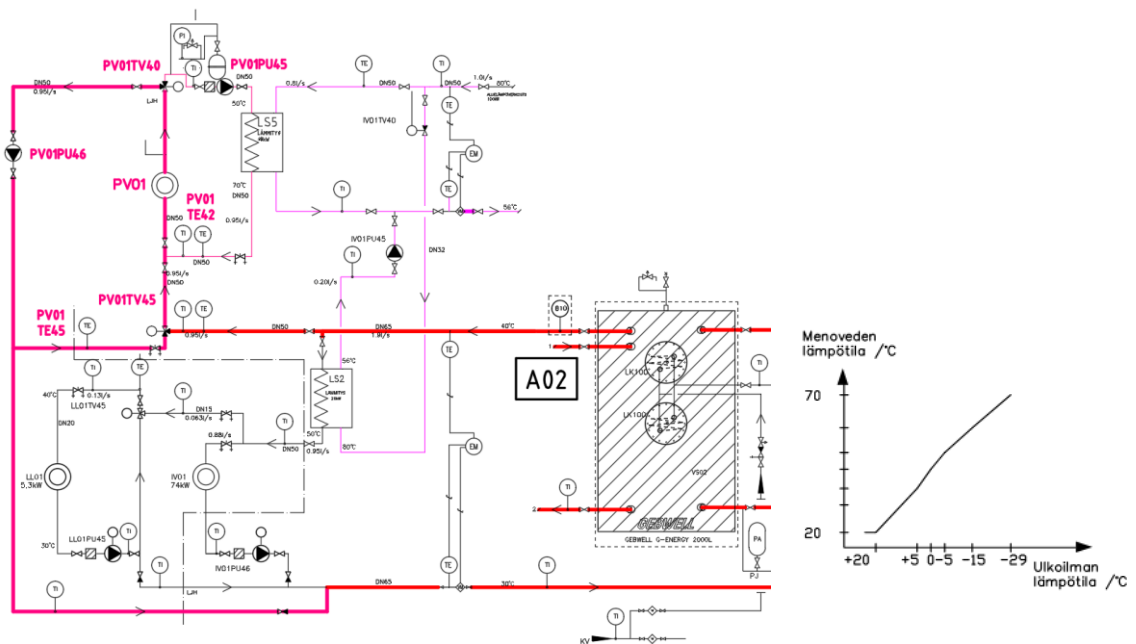 PI
PV01TV40
TI
PV01PU45
DN50
DN50
0.95l/s
LJH
50°C
LS5
LÄMMITYS
TE
TI
0.8l/s
DN50
DN50
1.0l/s
80°C
TE
IV01TV40
EM
TE
PV01PU46
PV01
70°C
DN50
PV01
TE42
TI
56°C
DN50
0.95l/s
TI
TE
DN50
IV01PU45
DN32
TI
0.20l/s
0.95l/s
DN50
PV01TV45
PV01
TE45
TE
TI
TE
DN50
0.95l/s
DN65
1.9l/s
40°C
B10
1
A02
TE
56°C
LS2
LÄMMITYS
50°C
80°C
TI
TE
40°C
0.13l/s
LL01TV45
TI
DN15
0.063l/s
0.88l/s
TI
DN50
0.95l/s
DN20
EM
LL01
5,3kW
IV01
74kW
TI
2
LK100
LK100
VS02
TI
GEBWELL
GEBWELL G-ENERGY 2000L
PA
PJ
LL01PU45
TI
30°C
TI
IV01PU46
LJH
TI
DN65
TE
30°C
TI
TI
KV
Menoveden
lämpötila /°C
70
20
+20
+5
0
-5
-15
-29
Ulkoilman
lämpötila /°C